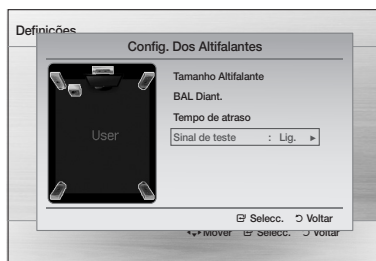 Definições
Config. Dos Altifalantes
Tamanho Altifalante
BAL Diant.
Tempo de atraso
User
Sinal de teste : Lig. ►
Selecc. Voltar
Mover Selecc. Voltar